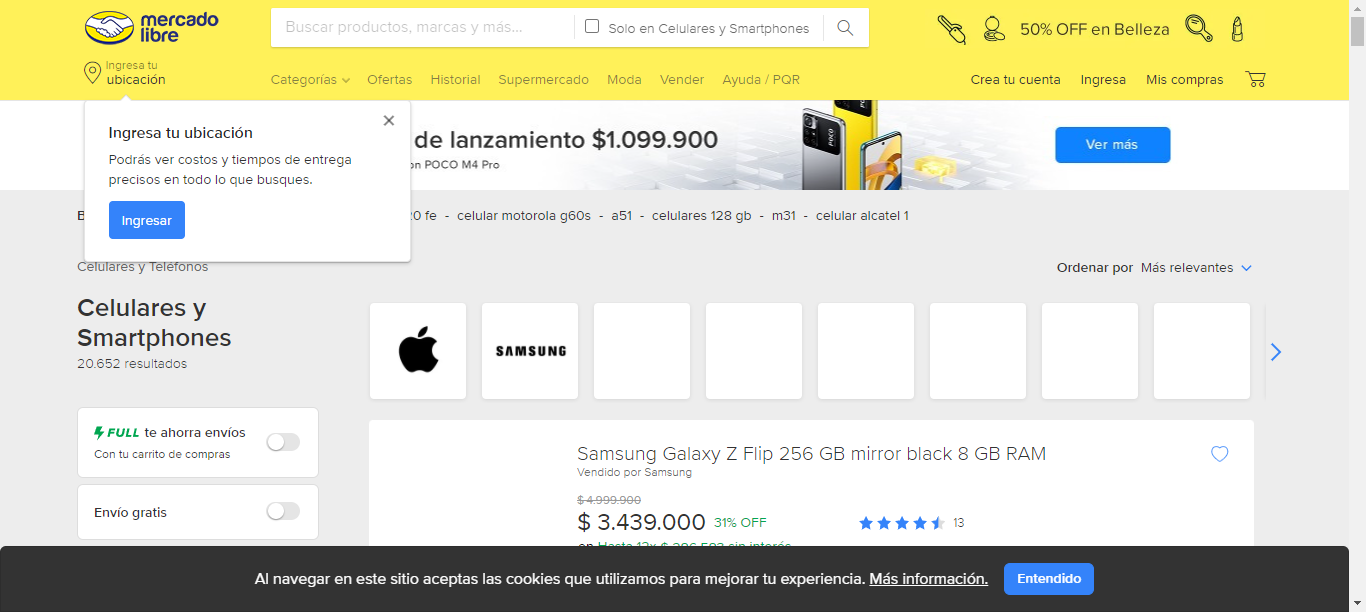 mercado
libre
Buscar productos, marcas y más...
Solo en Celulares y Smartphones
50% OFF en Belleza
Ingresa tu
ubicación
Categorías
Ofertas
Historial
Supermercado
Moda
Vender
Ayuda / PQR
Crea tu cuenta
Ingresa
Mis compras
Ingresa tu ubicación
Podrás ver costos y tiempos de entrega
precisos en todo lo que busques.
Ingresar
de lanzamiento $1.099.900
POCO M4 Pro
POCO
Ver más
fe - celular motorola g60s - a51 - celulares 128 gb - m31 - celular alcatel 1
Celulares y Teléfonos
Ordenar por Más relevantes
Celulares y
Smartphones
20.652 resultados
SAMSUNG
FULL te ahorra envíos
Con tu carrito de compras
Envío gratis
Samsung Galaxy Z Flip 256 GB mirror black 8 GB RAM
Vendido por Samsung
$ 4.999.900
$ 3.439.000 31% OFF
13
en Hasta 12x $ 286.583 sin interés
Al navegar en este sitio aceptas las cookies que utilizamos para mejorar tu experiencia. Más información.
Entendido